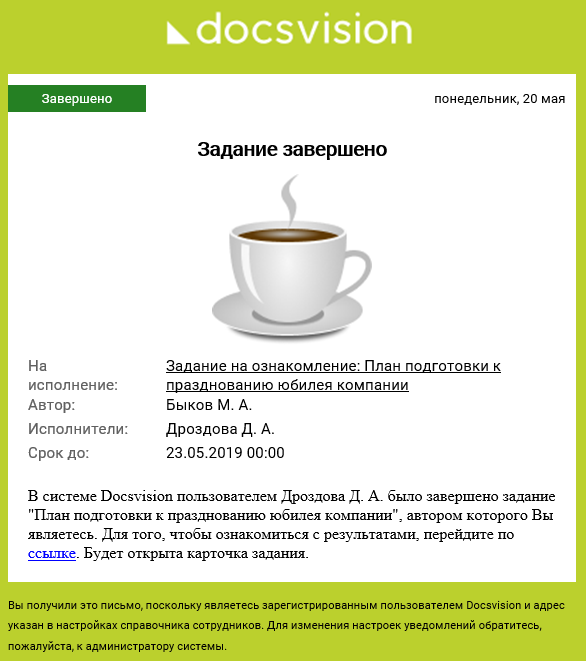 docsvision
Завершено
понедельник, 20 мая
Задание завершено
На исполнение:
Задание на ознакомление: План подготовки к
празднованию юбилея компании
Автор:
Быков М. А.
Исполнители:
Дроздова Д. А.
Срок до:
23.05.2019 00:00
В системе Docsvision пользователем Дроздова Д. А. было завершено задание
"План подготовки к празднованию юбилея компании", автором которого Вы
являетесь. Для того, чтобы ознакомиться с результатами, перейдите по
ссылке. Будет открыта карточка задания.
Вы получили это письмо, поскольку являетесь зарегистрированным пользователем Docsvision и адрес
указан в настройках справочника сотрудников. Для изменения настроек уведомлений обратитесь,
пожалуйста, к администратору системы.